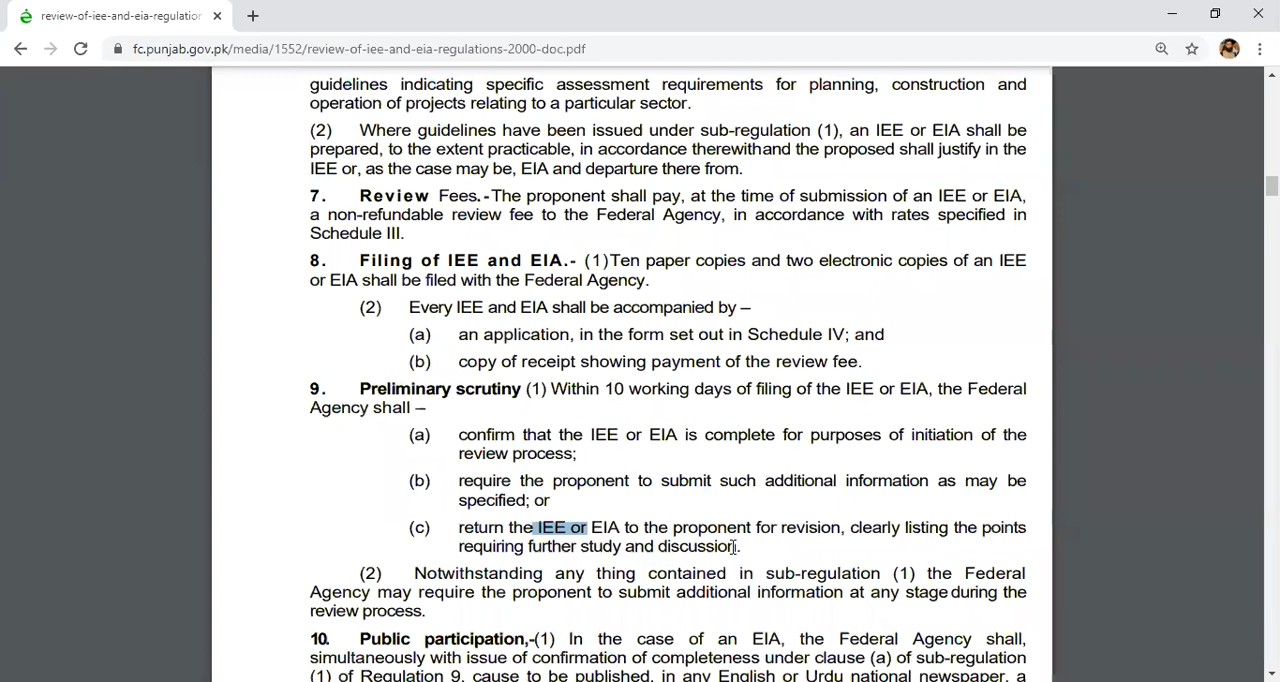 review-of-iee-and-eia-regulation
fc.punjab.gov.pk/media/1552/review-of-iee-and-eia-regulations-2000-doc.pdf
guidelines indicating specific assessment requirements for planning, construction and
operation of projects relating to a particular sector.
(2) Where guidelines have been issued under sub-regulation (1), an IEE or EIA shall be
prepared, to the extent practicable, in accordance therewithand the proposed shall justify in the
IEE or, as the case may be, EIA and departure there from.
7. Review Fees.-The proponent shall pay, at the time of submission of an IEE or EIA,
a non-refundable review fee to the Federal Agency, in accordance with rates specified in
Schedule III.
8. Filing of IEE and EIA.- (1)Ten paper copies and two electronic copies of an IEE
or EIA shall be filed with the Federal Agency.
(2) Every IEE and EIA shall be accompanied by –
(a) an application, in the form set out in Schedule IV; and
(b) copy of receipt showing payment of the review fee.
9. Preliminary scrutiny (1) Within 10 working days of filing of the IEE or EIA, the Federal
Agency shall –
(a) confirm that the IEE or EIA is complete for purposes of initiation of the
review process;
(b) require the proponent to submit such additional information as may be
specified; or
(c) return the IEE or EIA to the proponent for revision, clearly listing the points
requiring further study and discussion.
(2) Notwithstanding any thing contained in sub-regulation (1) the Federal
Agency may require the proponent to submit additional information at any stage during the
review process.
10. Public participation,-(1) In the case of an EIA, the Federal Agency shall,
simultaneously with issue of confirmation of completeness under clause (a) of sub-regulation
(1) of Regulation 9, cause to be published, in any English or Urdu national newspaper, a